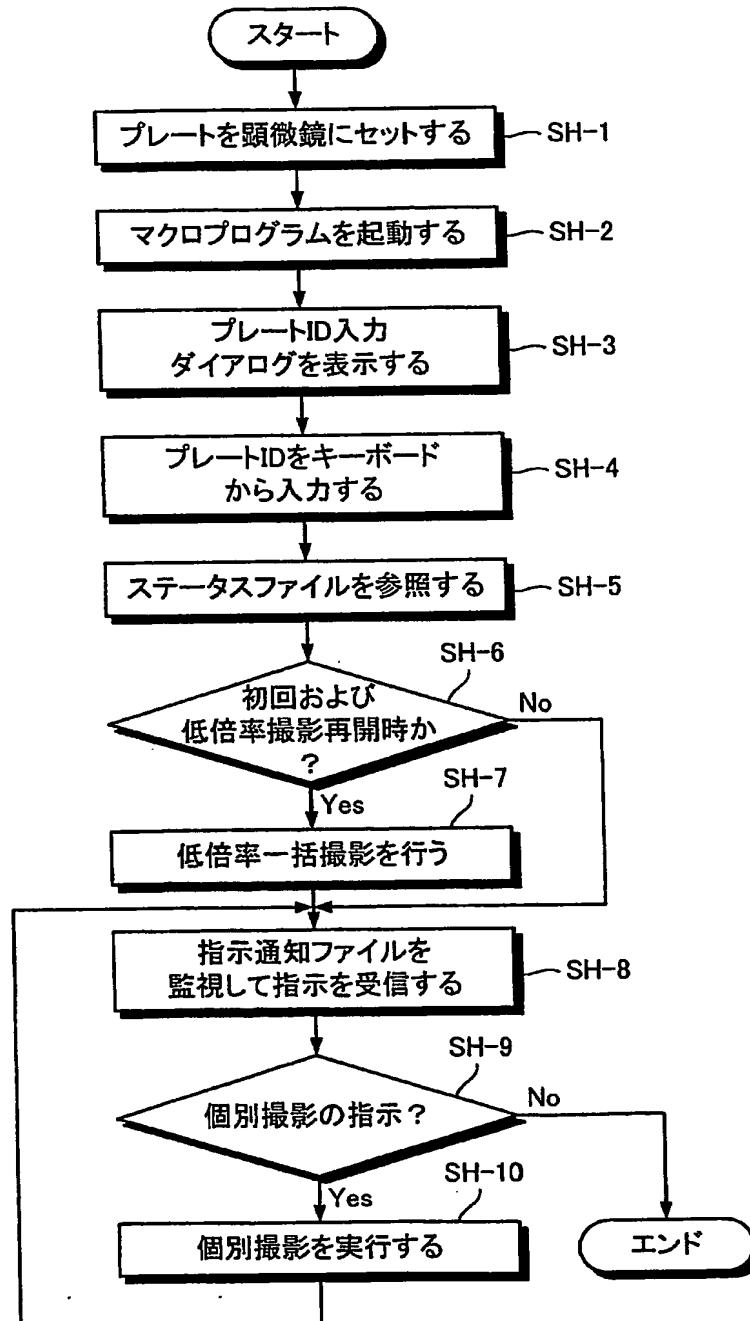 スタート
プレートを顕微鏡にセットする
SH-1
マクロプログラムを起動する
SH-2
プレートID入力
ダイアログを表示する
SH-3
プレートIDをキーボード
から入力する
SH-4
ステータスファイルを参照する
SH-5
SH-6
初回および
低倍率撮影再開時か
?
No
Yes
SH-7
低倍率一括撮影を行う
指示通知ファイルを
監視して指示を受信する
SH-8
SH-9
個別撮影の指示?
No
Yes
SH-10
個別撮影を実行する
エンド